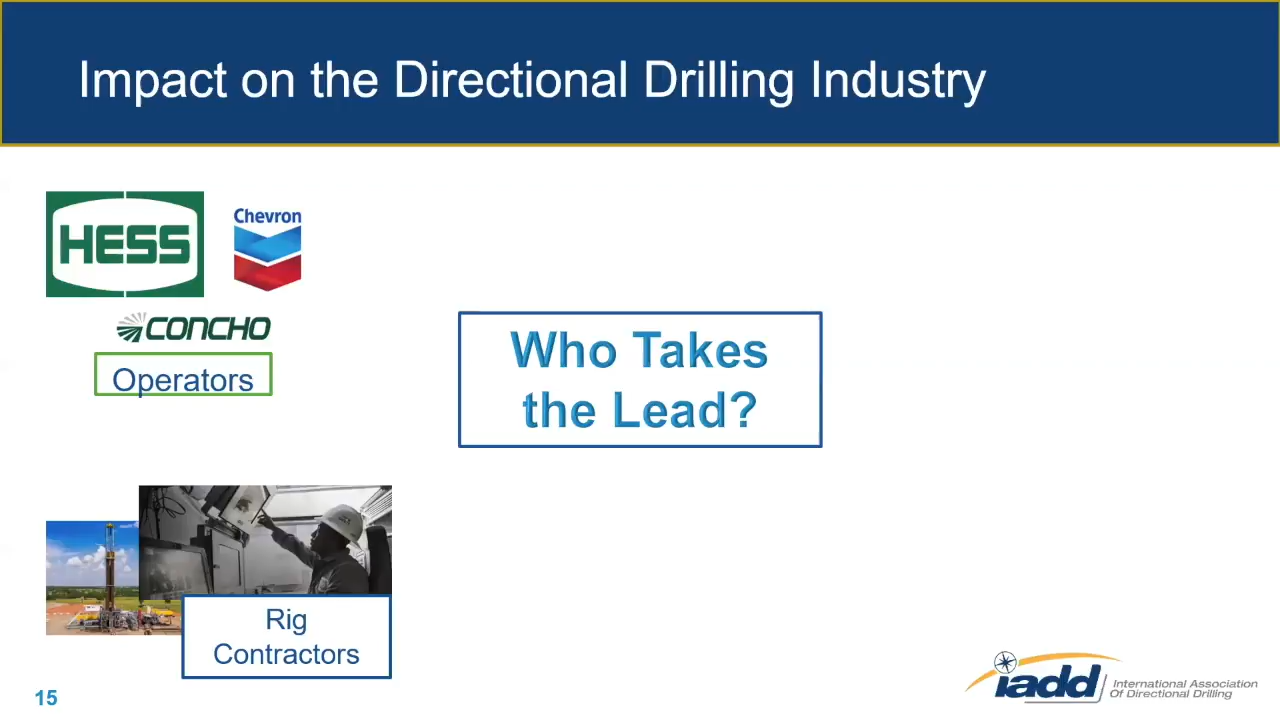 Impact on the Directional Drilling Industry
HESS
Chevron
CONCHO
Operators
Who Takes
the Lead?
Rig
Contractors
15
iadd
International Association
Of Directional Drilling